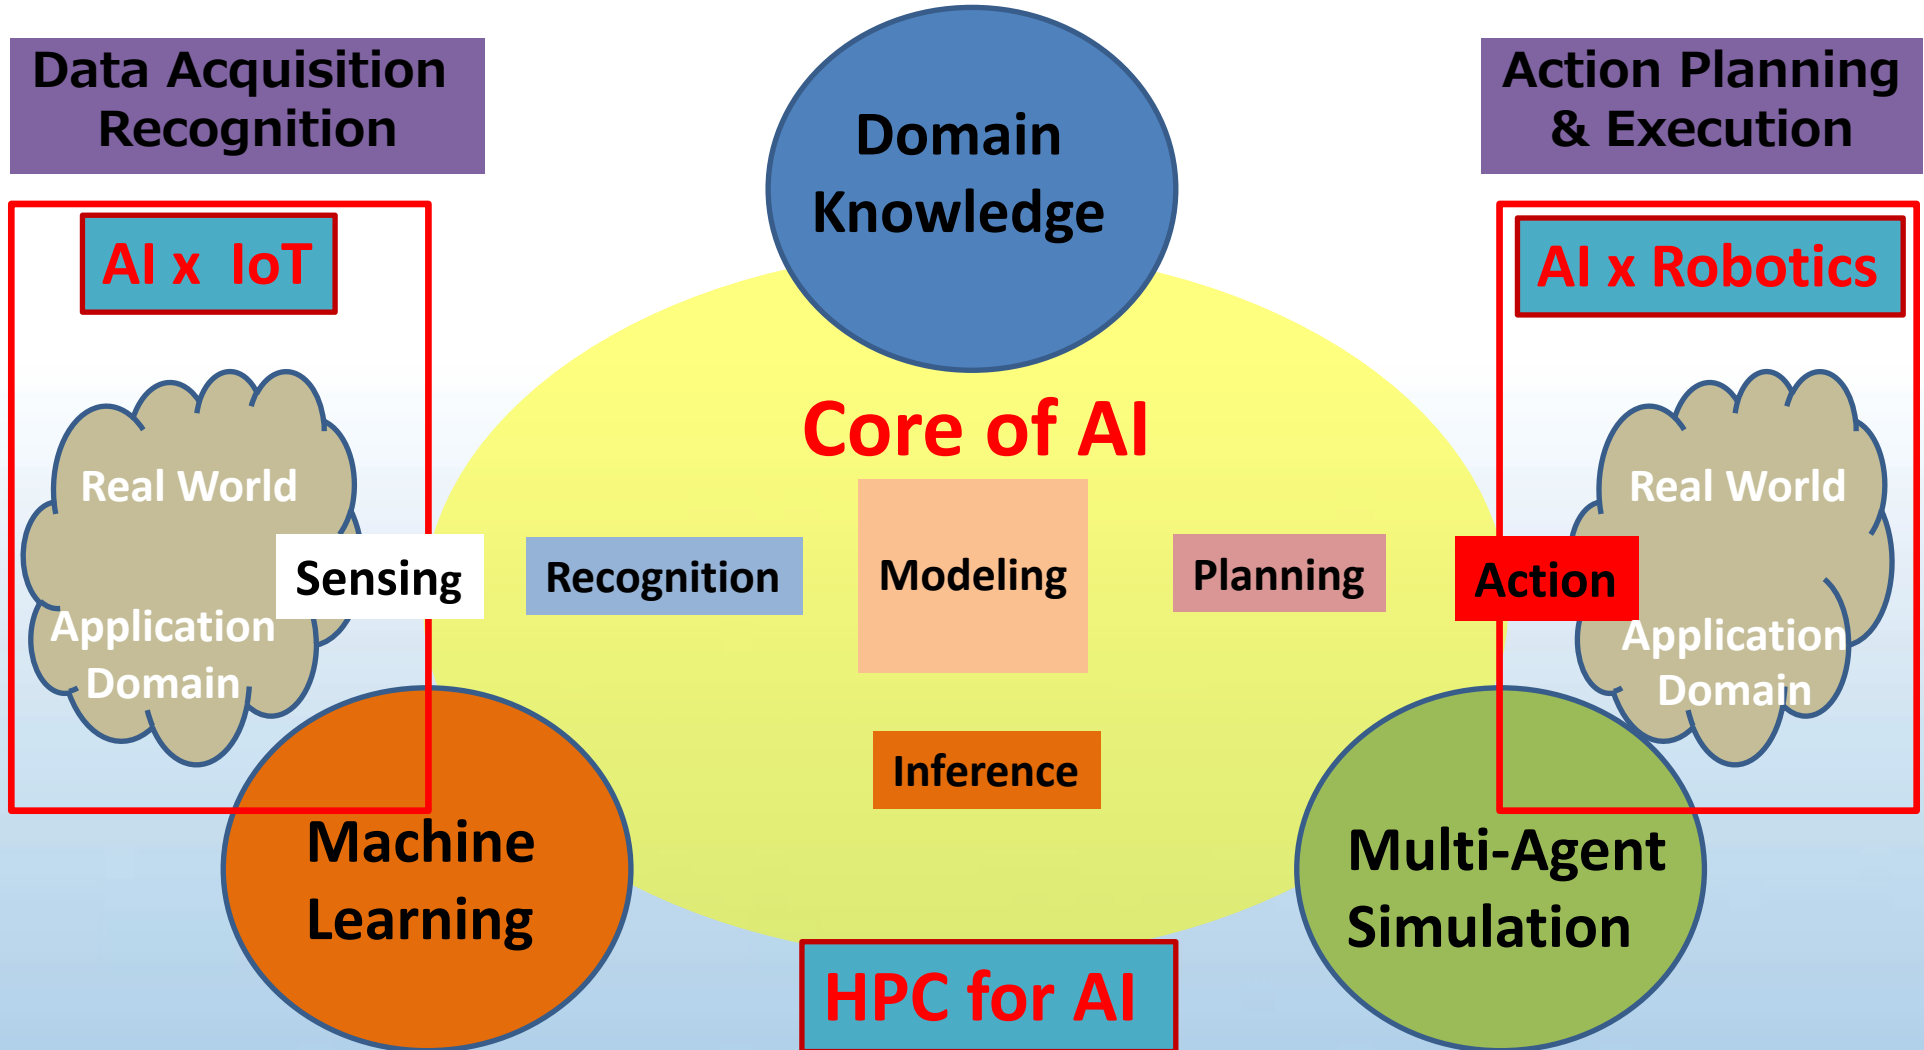 Data Acquisition
Recognition
Domain
Knowledge
Action Planning
& Execution
AI x  IoT
AI x Robotics
Core of AI
Real World
Sensing
Application
Domain
Recognition
Modeling
Planning
Action
Real World
Application
Domain
Inference
Machine
Learning
Multi-Agent
Simulation
HPC for AI